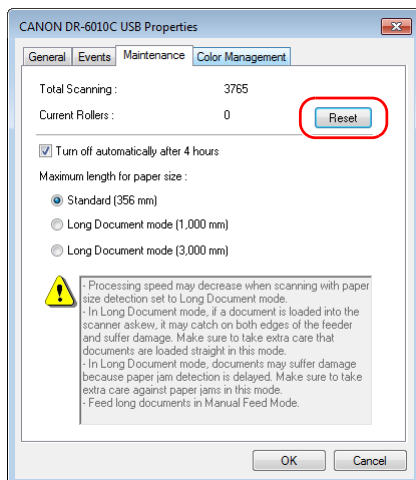 CANON DR-6010C USB Properties
General Events Maintenance Color Management
Total Scanning : 3765
Current Rollers : 0 Reset
Turn off automatically after 4 hours
Maximum length for paper size :
Standard (356 mm)
Long Document mode (1,000 mm)
Long Document mode (3,000 mm)
- Processing speed may decrease when scanning with paper
size detection set to Long Document mode.
- In Long Document mode, if a document is loaded into the
scanner askew, it may catch on both edges of the feeder
and suffer damage. Make sure to take extra care that
documents are loaded straight in this mode.
- In Long Document mode, documents may suffer damage
because paper jam detection is delayed. Make sure to take
extra care against paper jams in this mode.
- Feed long documents in Manual Feed Mode.
OK Cancel